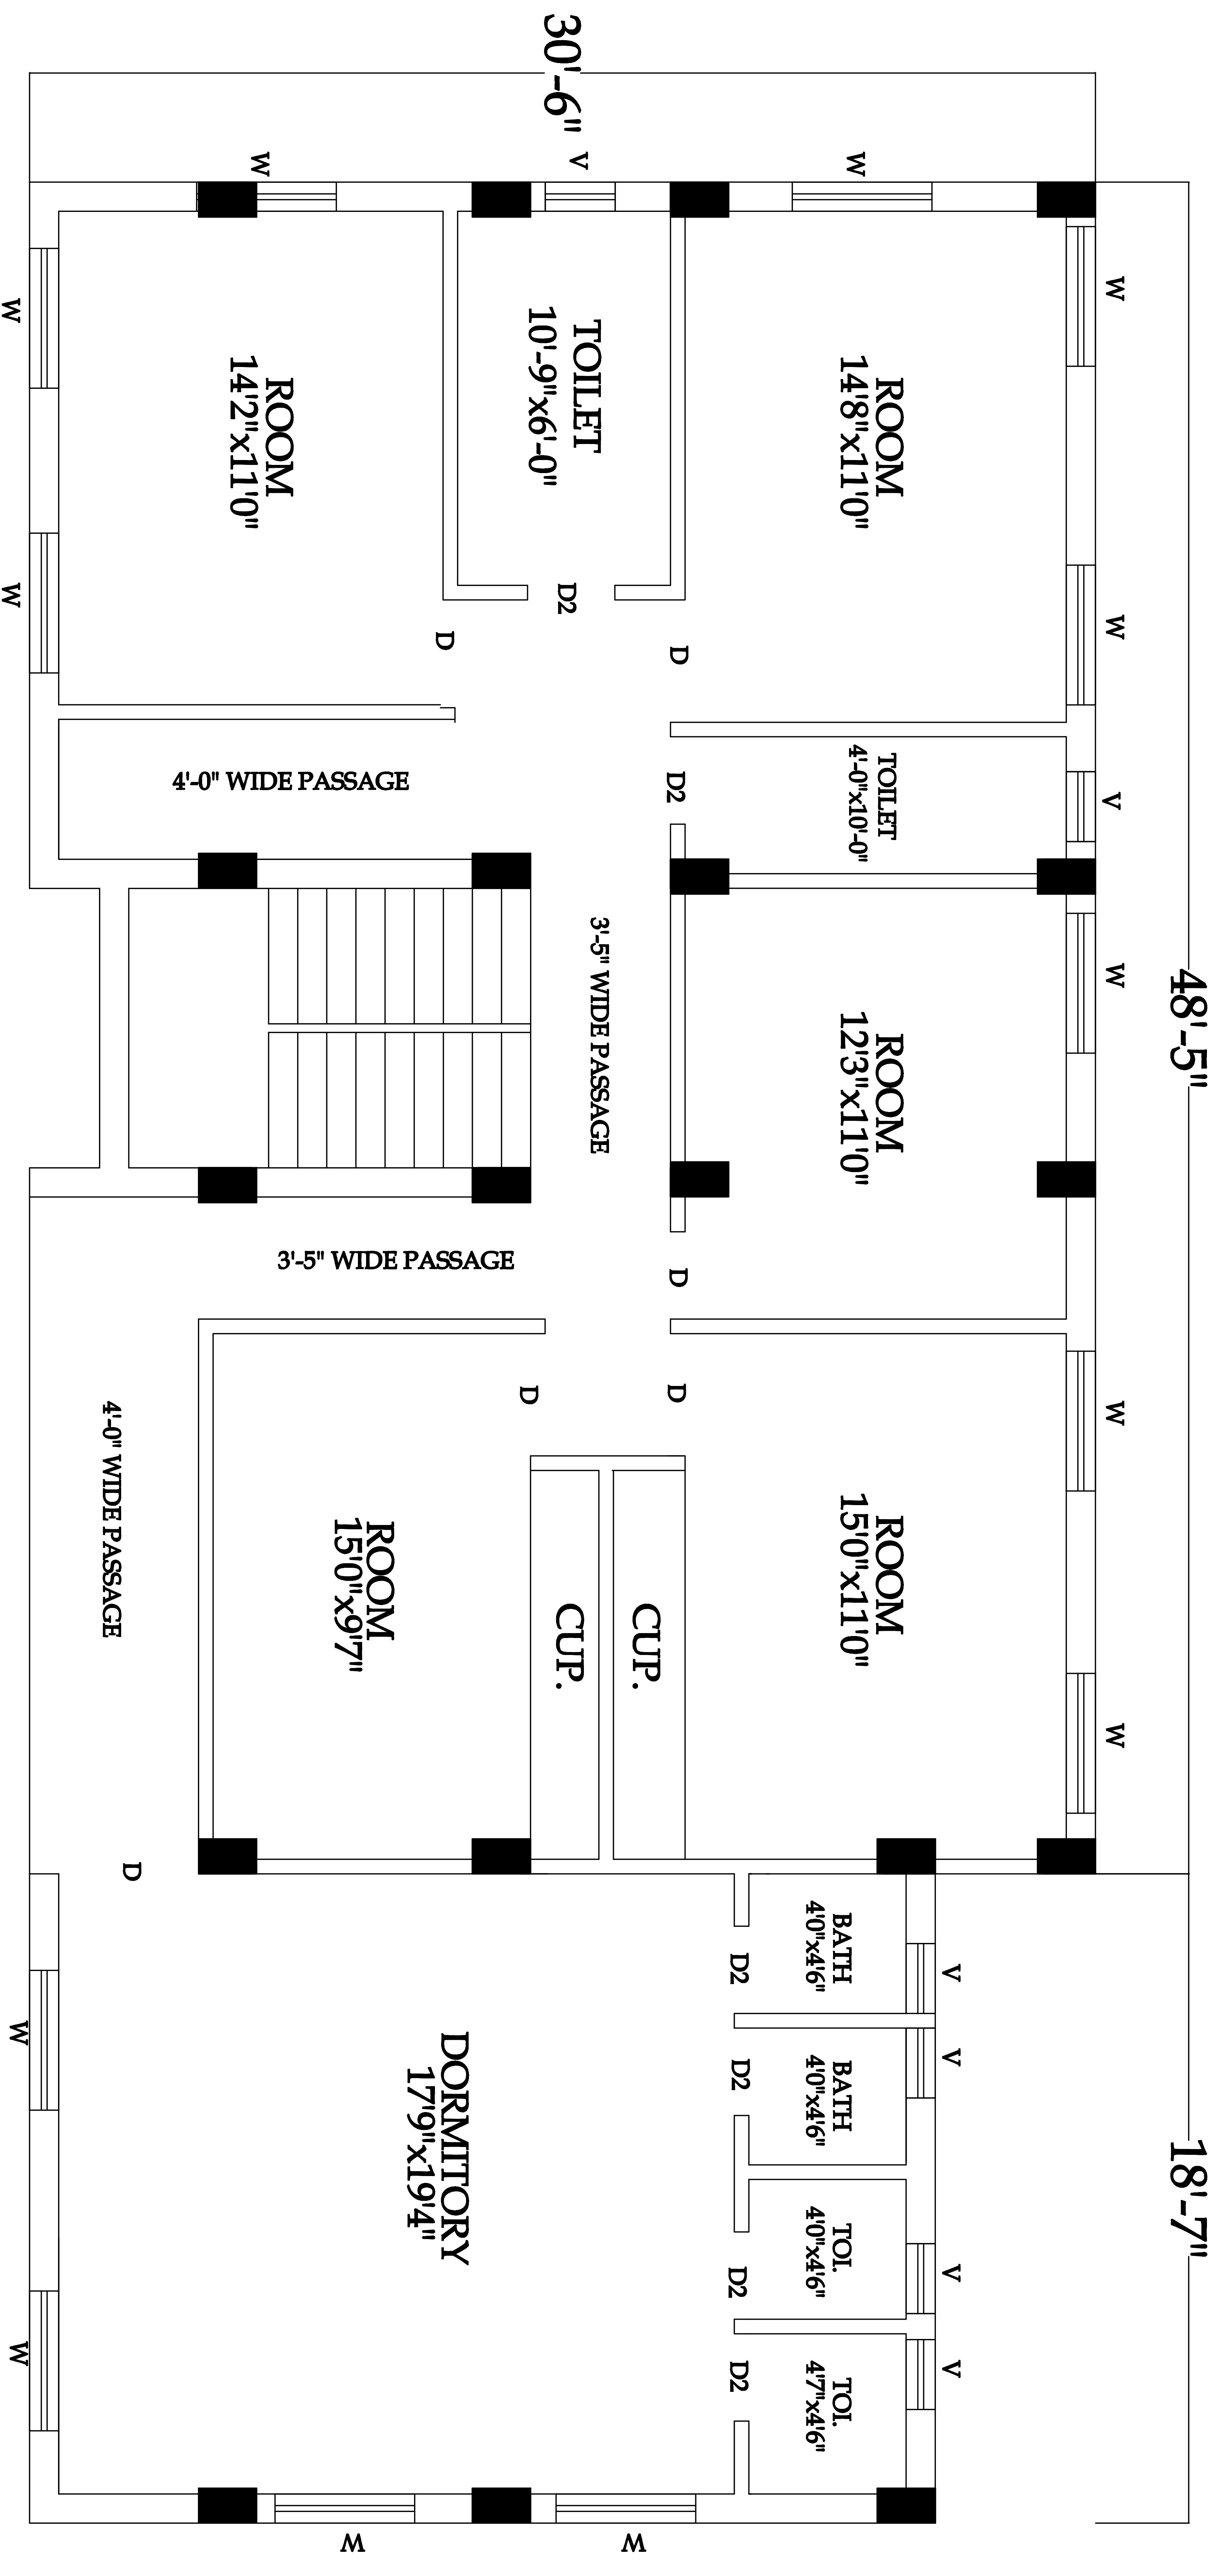 30'-6"
W
V
W
W
W
ROOM
14'2"x11'0"
TOILET
10'-9"x6'-0"
ROOM
14'8"x11'0"
W
D2
W
D
D
4'-0" WIDE PASSAGE
D2
TOILET
4'-0"x10'-0"
V
3'-5" WIDE PASSAGE
ROOM
12'3"x11'0"
W
48'-5"
3'-5" WIDE PASSAGE
D
D
D
W
4'-0" WIDE PASSAGE
ROOM
15'0"x9'7"
CUP.
CUP.
ROOM
15'0"x11'0"
W
D
BATH
4'0"x4'6"
D2
V
W
BATH
4'0"x4'6"
D2
V
DORMITORY
17'9"x19'4"
18'-7"
TOI.
4'0"x4'6"
D2
V
W
TOI.
4'7"x4'6"
D2
V
W
W
W